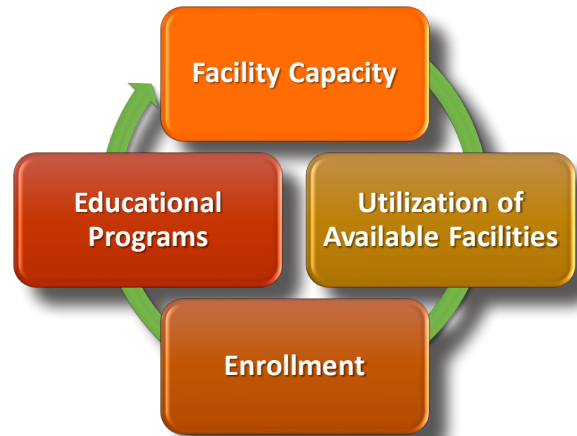 Facility Capacity
Educational
Programs
Utilization of
Available Facilities
Enrollment